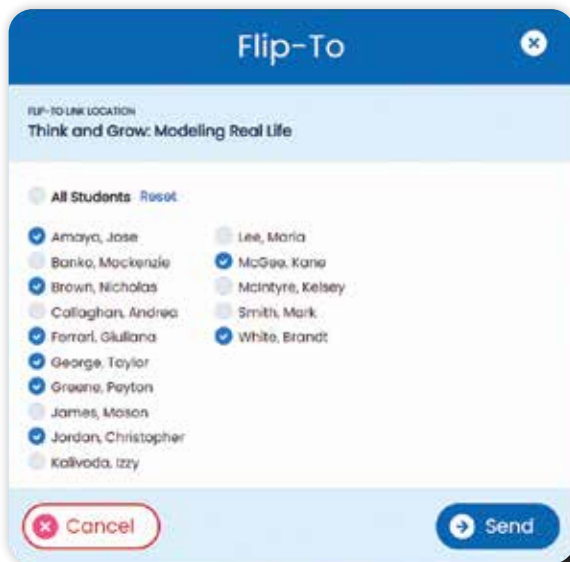 Flip-To
FLIP-TO LINK LOCATION
Think and Grow: Modeling Real Life
All Students Reset
Amaya, Jose
Banko, Mackenzie
Brown, Nicholas
Callaghan, Andrea
Ferrari, Giuliana
George, Taylor
Greene, Peyton
James, Mason
Jordan, Christopher
Kalivoda, Izzy
Lee, Maria
McGee, Kane
McIntyre, Kelsey
Smith, Mark
White, Brandt
Cancel
Send